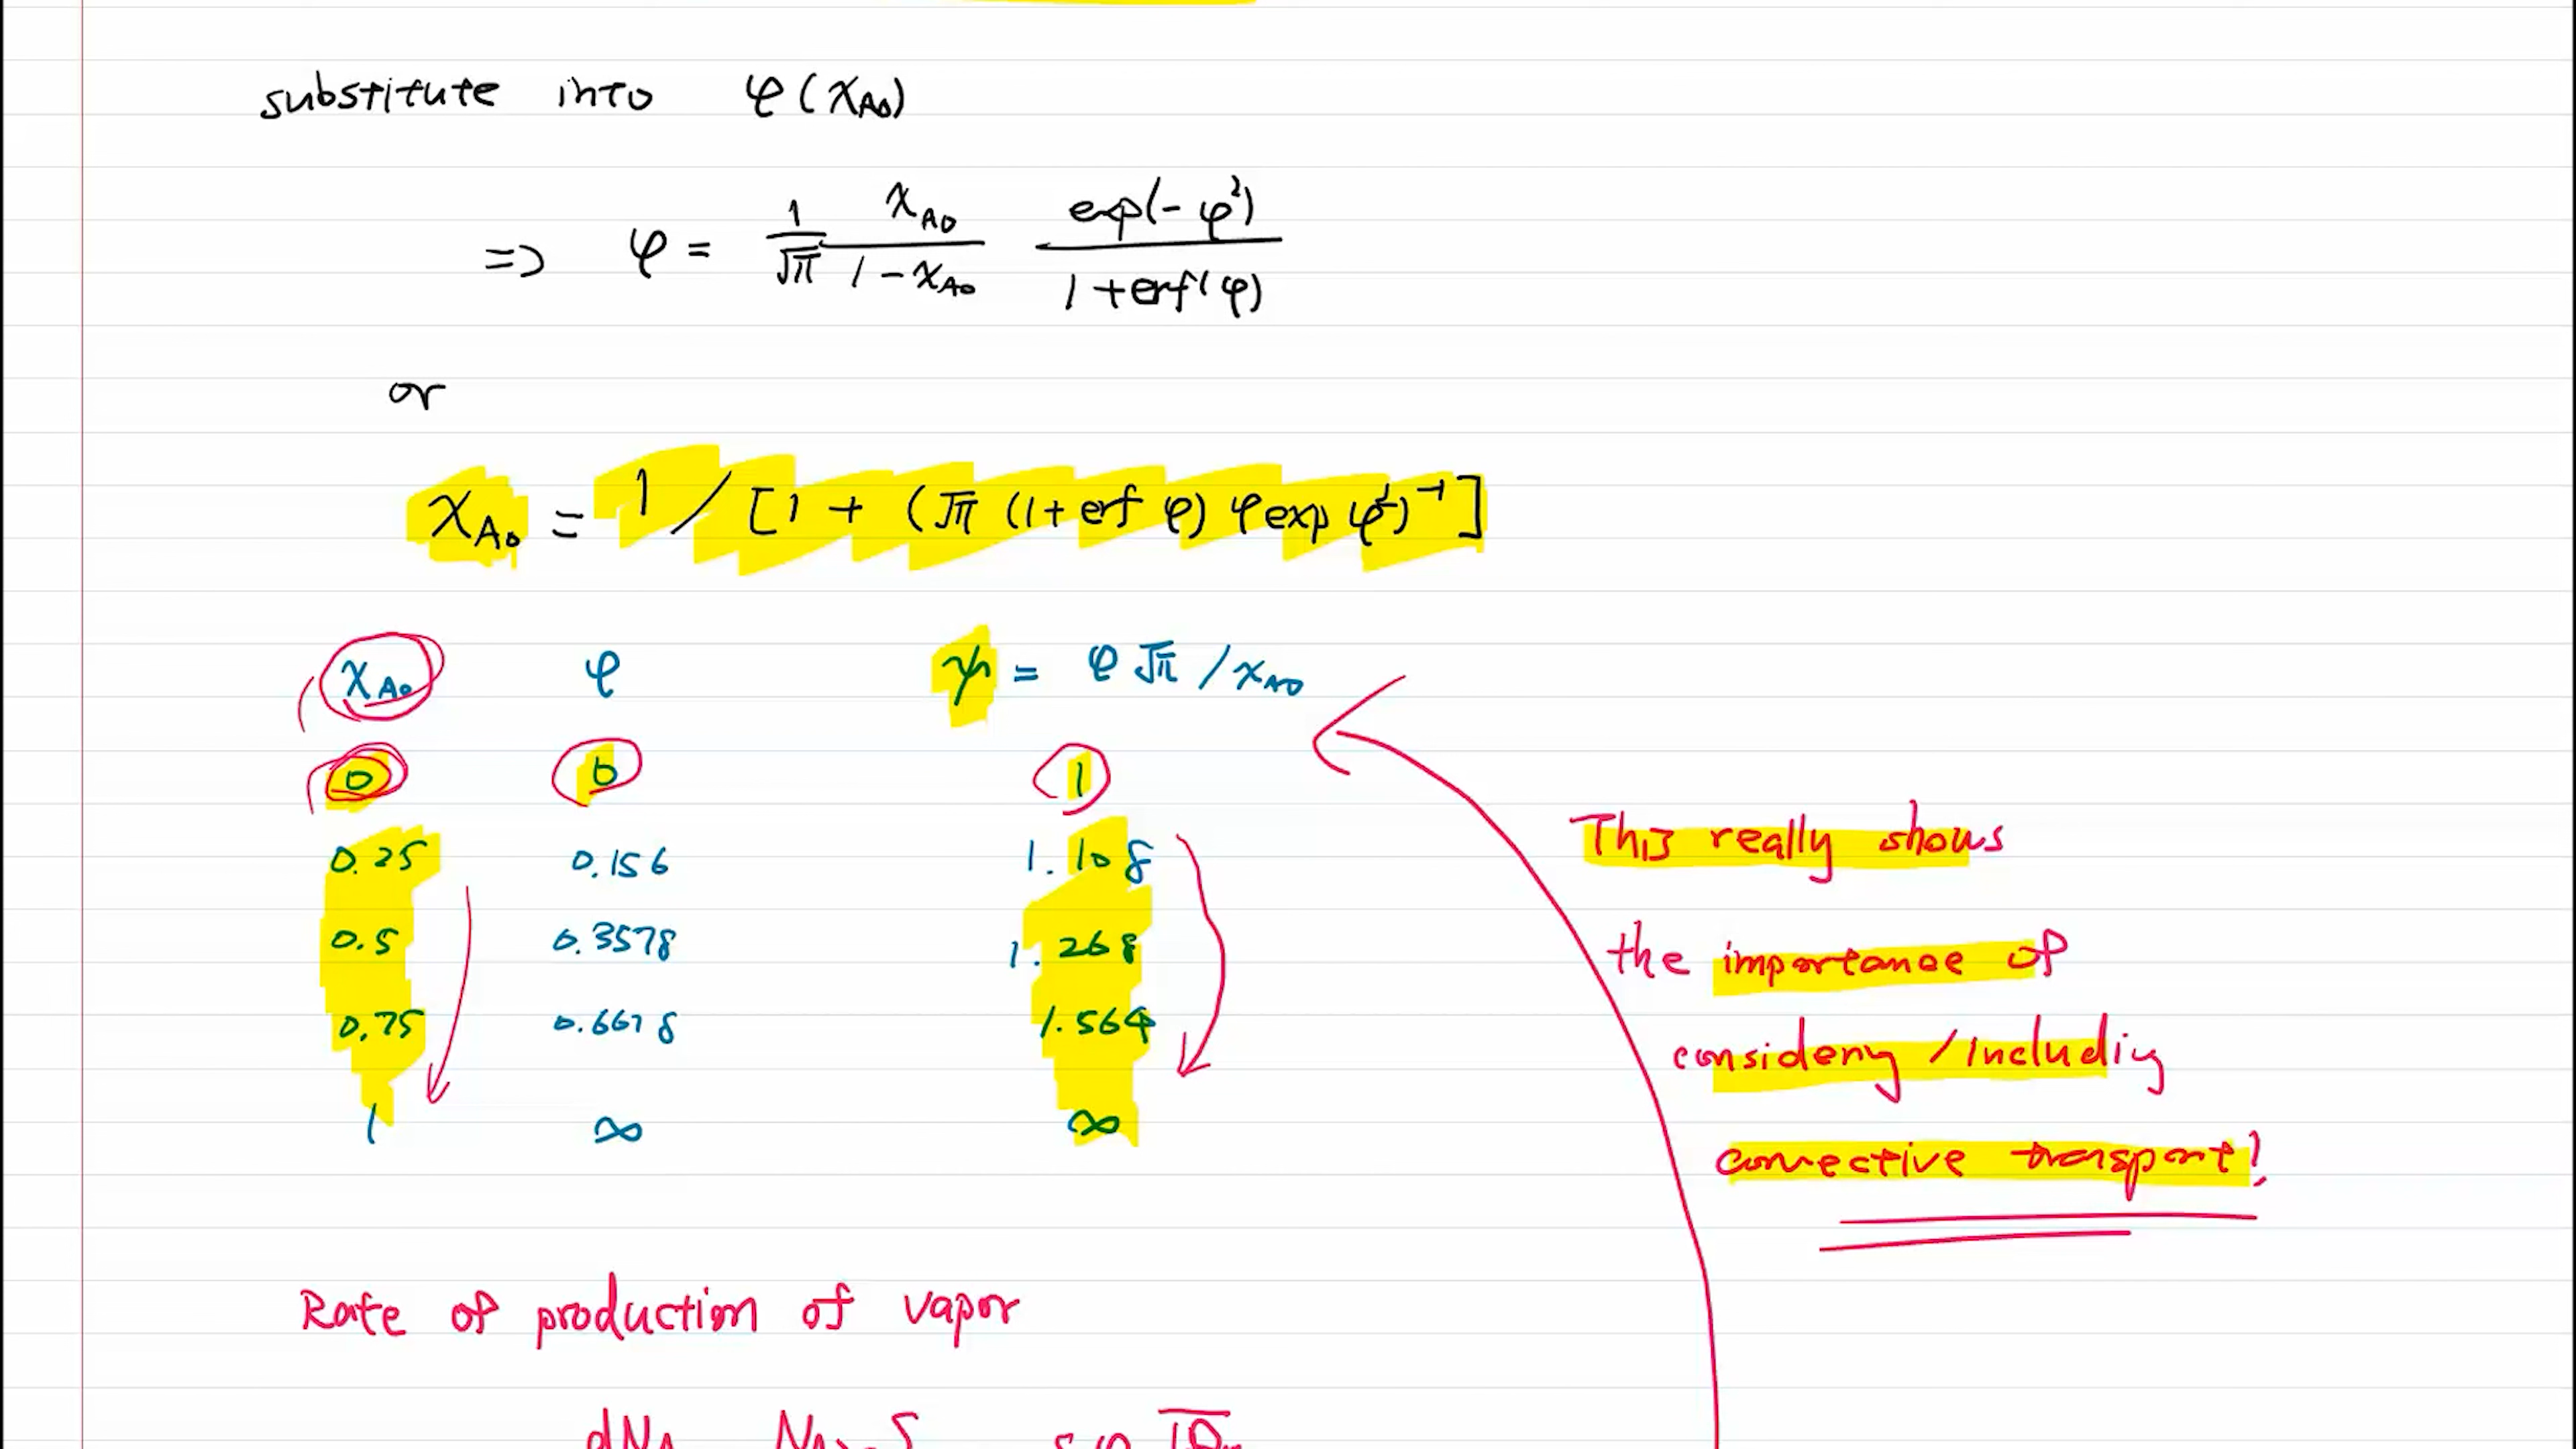 substitute into φ(x_A0)
=> φ = 1/√π x_A0/(1-x_A0) exp(-φ²)/(1+erf(φ))
or
x_A0 = 1/[1 + (√π (1+erf φ) φ exp φ²)⁻¹]
x_A0 φ ψ = φ√π/x_A0
0 0 1
0.25 0.156 1.108
0.5 0.3578 1.268
0.75 0.6618 1.564
1 ∞ ∞
This really shows
the importance of
considering/including
convective transport!
Rate of production of vapor